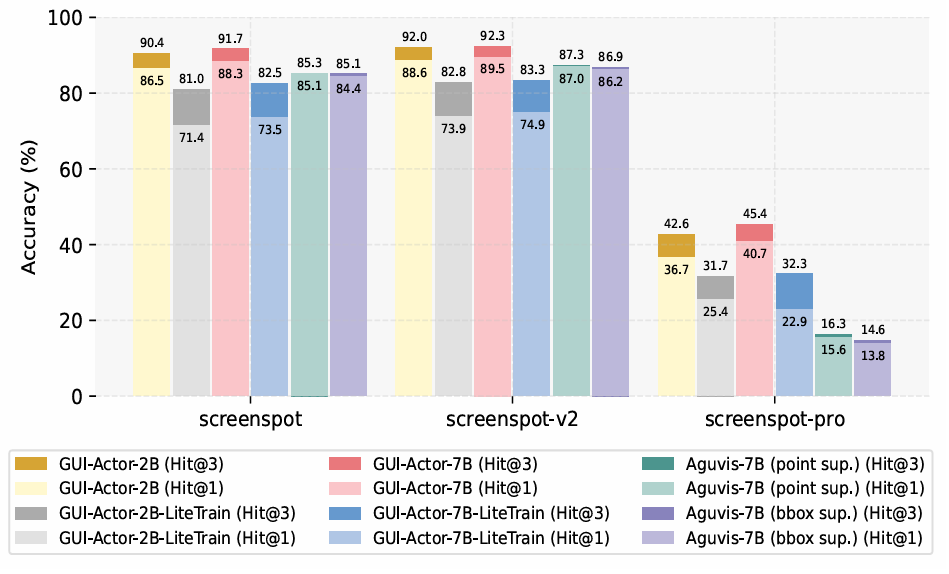 100
80
60
40
20
0
Accuracy (%)
90.4
86.5
81.0
71.4
91.7
88.3
82.5
73.5
85.3
85.1
85.1
84.4
92.0
88.6
82.8
73.9
92.3
89.5
83.3
74.9
87.3
87.0
86.9
86.2
42.6
36.7
31.7
25.4
45.4
40.7
32.3
22.9
16.3
15.6
14.6
13.8
screenspot
screenspot-v2
screenspot-pro
GUI-Actor-2B (Hit@3)
GUI-Actor-2B (Hit@1)
GUI-Actor-2B-LiteTrain (Hit@3)
GUI-Actor-2B-LiteTrain (Hit@1)
GUI-Actor-7B (Hit@3)
GUI-Actor-7B (Hit@1)
GUI-Actor-7B-LiteTrain (Hit@3)
GUI-Actor-7B-LiteTrain (Hit@1)
Aguvis-7B (point sup.) (Hit@3)
Aguvis-7B (point sup.) (Hit@1)
Aguvis-7B (bbox sup.) (Hit@3)
Aguvis-7B (bbox sup.) (Hit@1)